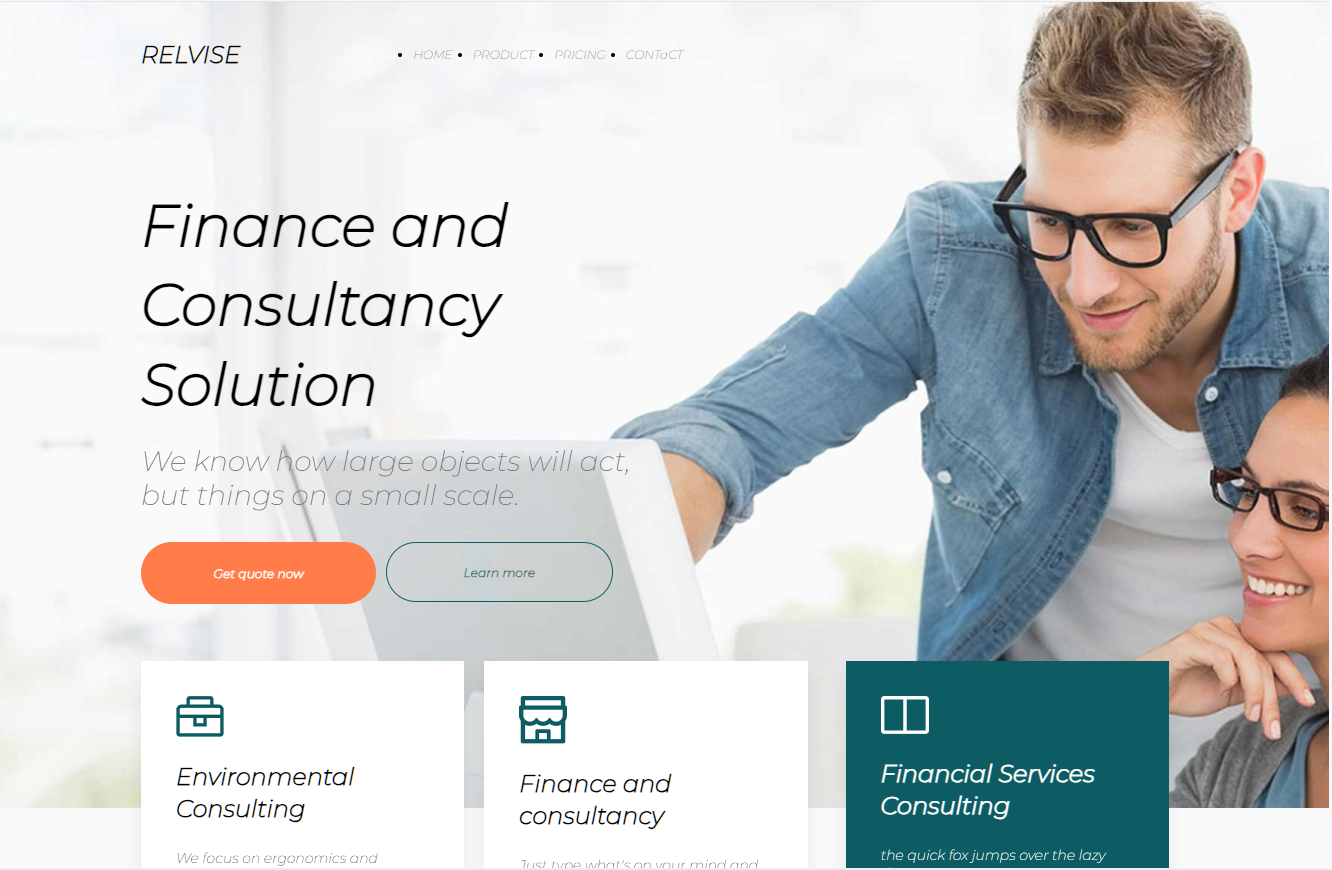 RELVISE
• HOME • PRODUCT • PRICING • CONTaCT
Finance and
Consultancy
Solution
We know how large objects will act,
but things on a small scale.
Get quote now
Learn more
Environmental
Consulting
We focus on ergonomics and
Finance and
consultancy
Just type what's on your mind and
Financial Services
Consulting
the quick fox jumps over the lazy